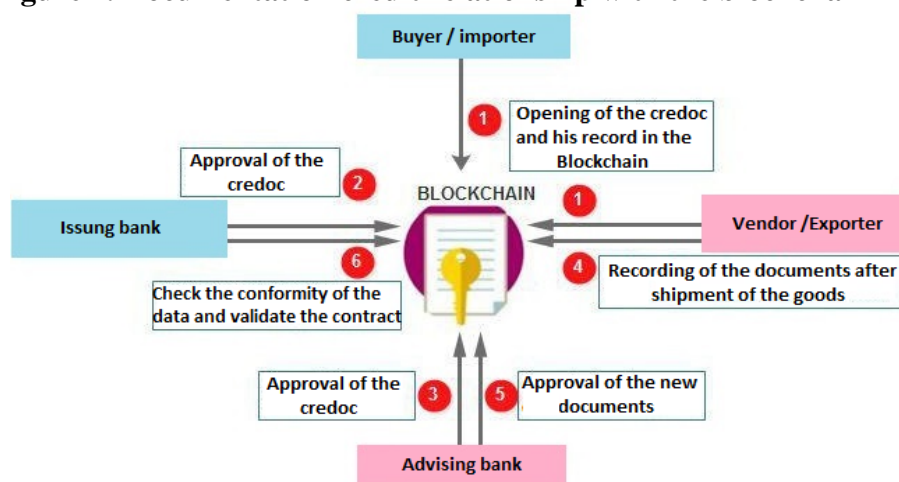 Buyer / importer
1
Opening of the credoc
and his record in the
Blockchain
Approval of the
credoc
2
BLOCKCHAIN
1
Issung bank
Vendor /Exporter
6
4
Recording of the documents after
shipment of the goods
Check the conformity of the
data and validate the contract
Approval of the
credoc
3
5
Approval of the new
documents
Advising bank